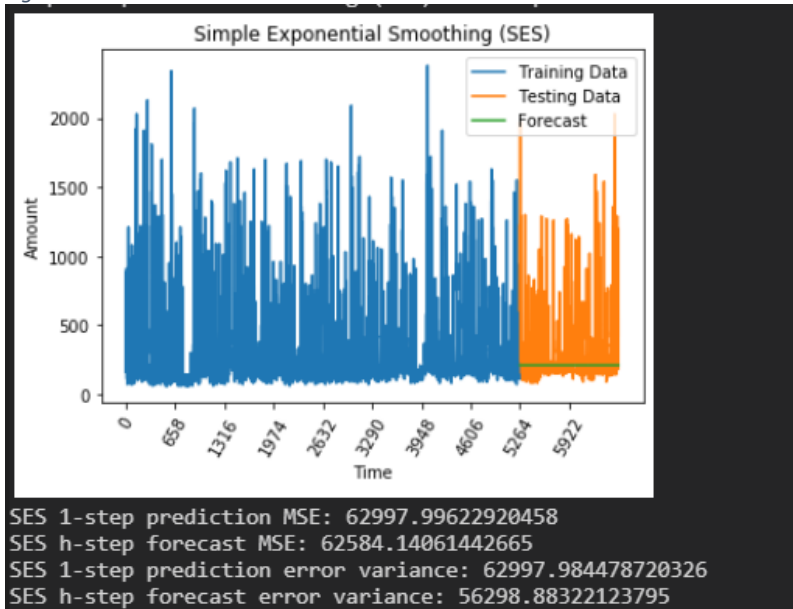 Simple Exponential Smoothing (SES)
Training Data
Testing Data
Forecast
2000
1500
1000
500
0
Amount
0
658
1316
1974
2632
3290
3948
4606
5264
5922
Time
SES 1-step prediction MSE: 62997.99622920458
SES h-step forecast MSE: 62584.14061442665
SES 1-step prediction error variance: 62997.984478720326
SES h-step forecast error variance: 56298.88322123795